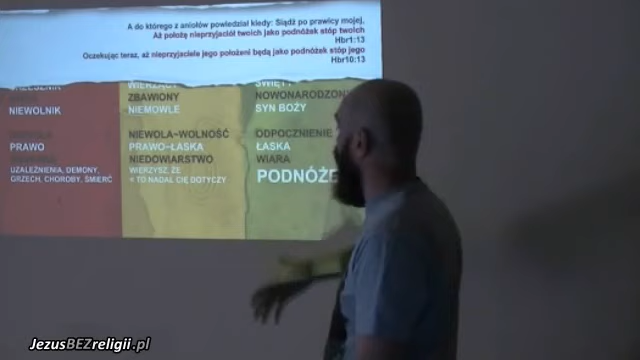 A do którego z aniołów powiedział kiedy: Siądź po prawicy mojej,
Aż położę nieprzyjaciół twoich jako podnóżek stóp twoich
Hbr1:13
Oczekując teraz, aż nieprzyjaciele jego położeni będą jako podnóżek stóp jego
Hbr10:13
NIEWOLNIK
PRAWO
UZALEŻNIENIA, DEMONY,
GRZECH, CHOROBY, ŚMIERĆ
WIERZĄCY
ZBAWIONY
NIEMOWLE
NIEWOLA-WOLNOŚĆ
PRAWO-ŁASKA
NIEDOWIARSTWO
WIERZYSZ, ŻE
TO NADAL CIĘ DOTYCZY
ŚWIĘTY
NOWONARODZONY
SYN BOŻY
ODPOCZNIENIE
ŁASKA
WIARA
JezusBEZreligii.pl